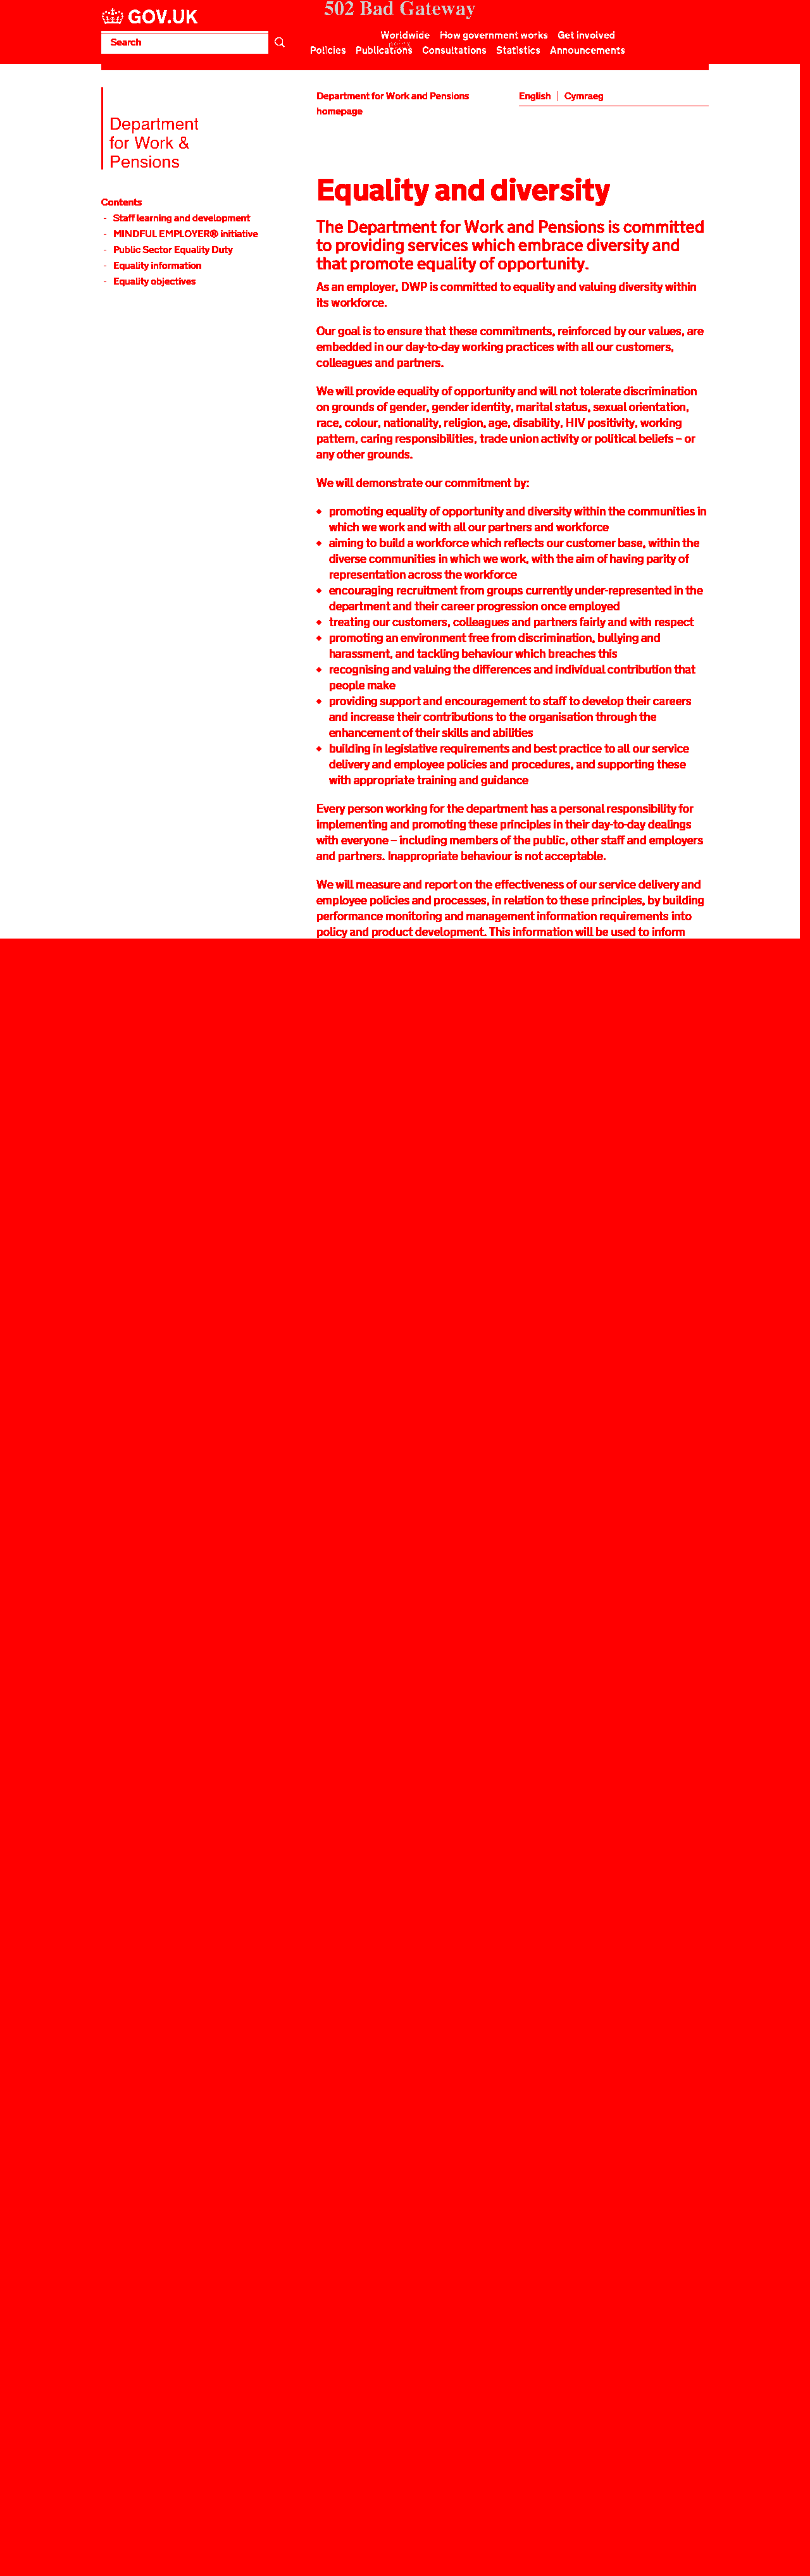 502 Bad Gateway
GOV.UK
Search
Worldwide How government works Get involved
Policies Publications Consultations Statistics Announcements
Department for Work and Pensions
homepage
English | Cymraeg
Department
for Work &
Pensions
Contents
- Staff learning and development
- MINDFUL EMPLOYER® initiative
- Public Sector Equality Duty
- Equality information
- Equality objectives
Equality and diversity
The Department for Work and Pensions is committed
to providing services which embrace diversity and
that promote equality of opportunity.
As an employer, DWP is committed to equality and valuing diversity within
its workforce.
Our goal is to ensure that these commitments, reinforced by our values, are
embedded in our day-to-day working practices with all our customers,
colleagues and partners.
We will provide equality of opportunity and will not tolerate discrimination
on grounds of gender, gender identity, marital status, sexual orientation,
race, colour, nationality, religion, age, disability, HIV positivity, working
pattern, caring responsibilities, trade union activity or political beliefs – or
any other grounds.
We will demonstrate our commitment by:
promoting equality of opportunity and diversity within the communities in
which we work and with all our partners and workforce
aiming to build a workforce which reflects our customer base, within the
diverse communities in which we work, with the aim of having parity of
representation across the workforce
encouraging recruitment from groups currently under-represented in the
department and their career progression once employed
treating our customers, colleagues and partners fairly and with respect
promoting an environment free from discrimination, bullying and
harassment, and tackling behaviour which breaches this
recognising and valuing the differences and individual contribution that
people make
providing support and encouragement to staff to develop their careers
and increase their contributions to the organisation through the
enhancement of their skills and abilities
building in legislative requirements and best practice to all our service
delivery and employee policies and procedures, and supporting these
with appropriate training and guidance
Every person working for the department has a personal responsibility for
implementing and promoting these principles in their day-to-day dealings
with everyone – including members of the public, other staff and employers
and partners. Inappropriate behaviour is not acceptable.
We will measure and report on the effectiveness of our service delivery and
employee policies and processes, in relation to these principles, by building
performance monitoring and management information requirements into
policy and product development. This information will be used to inform